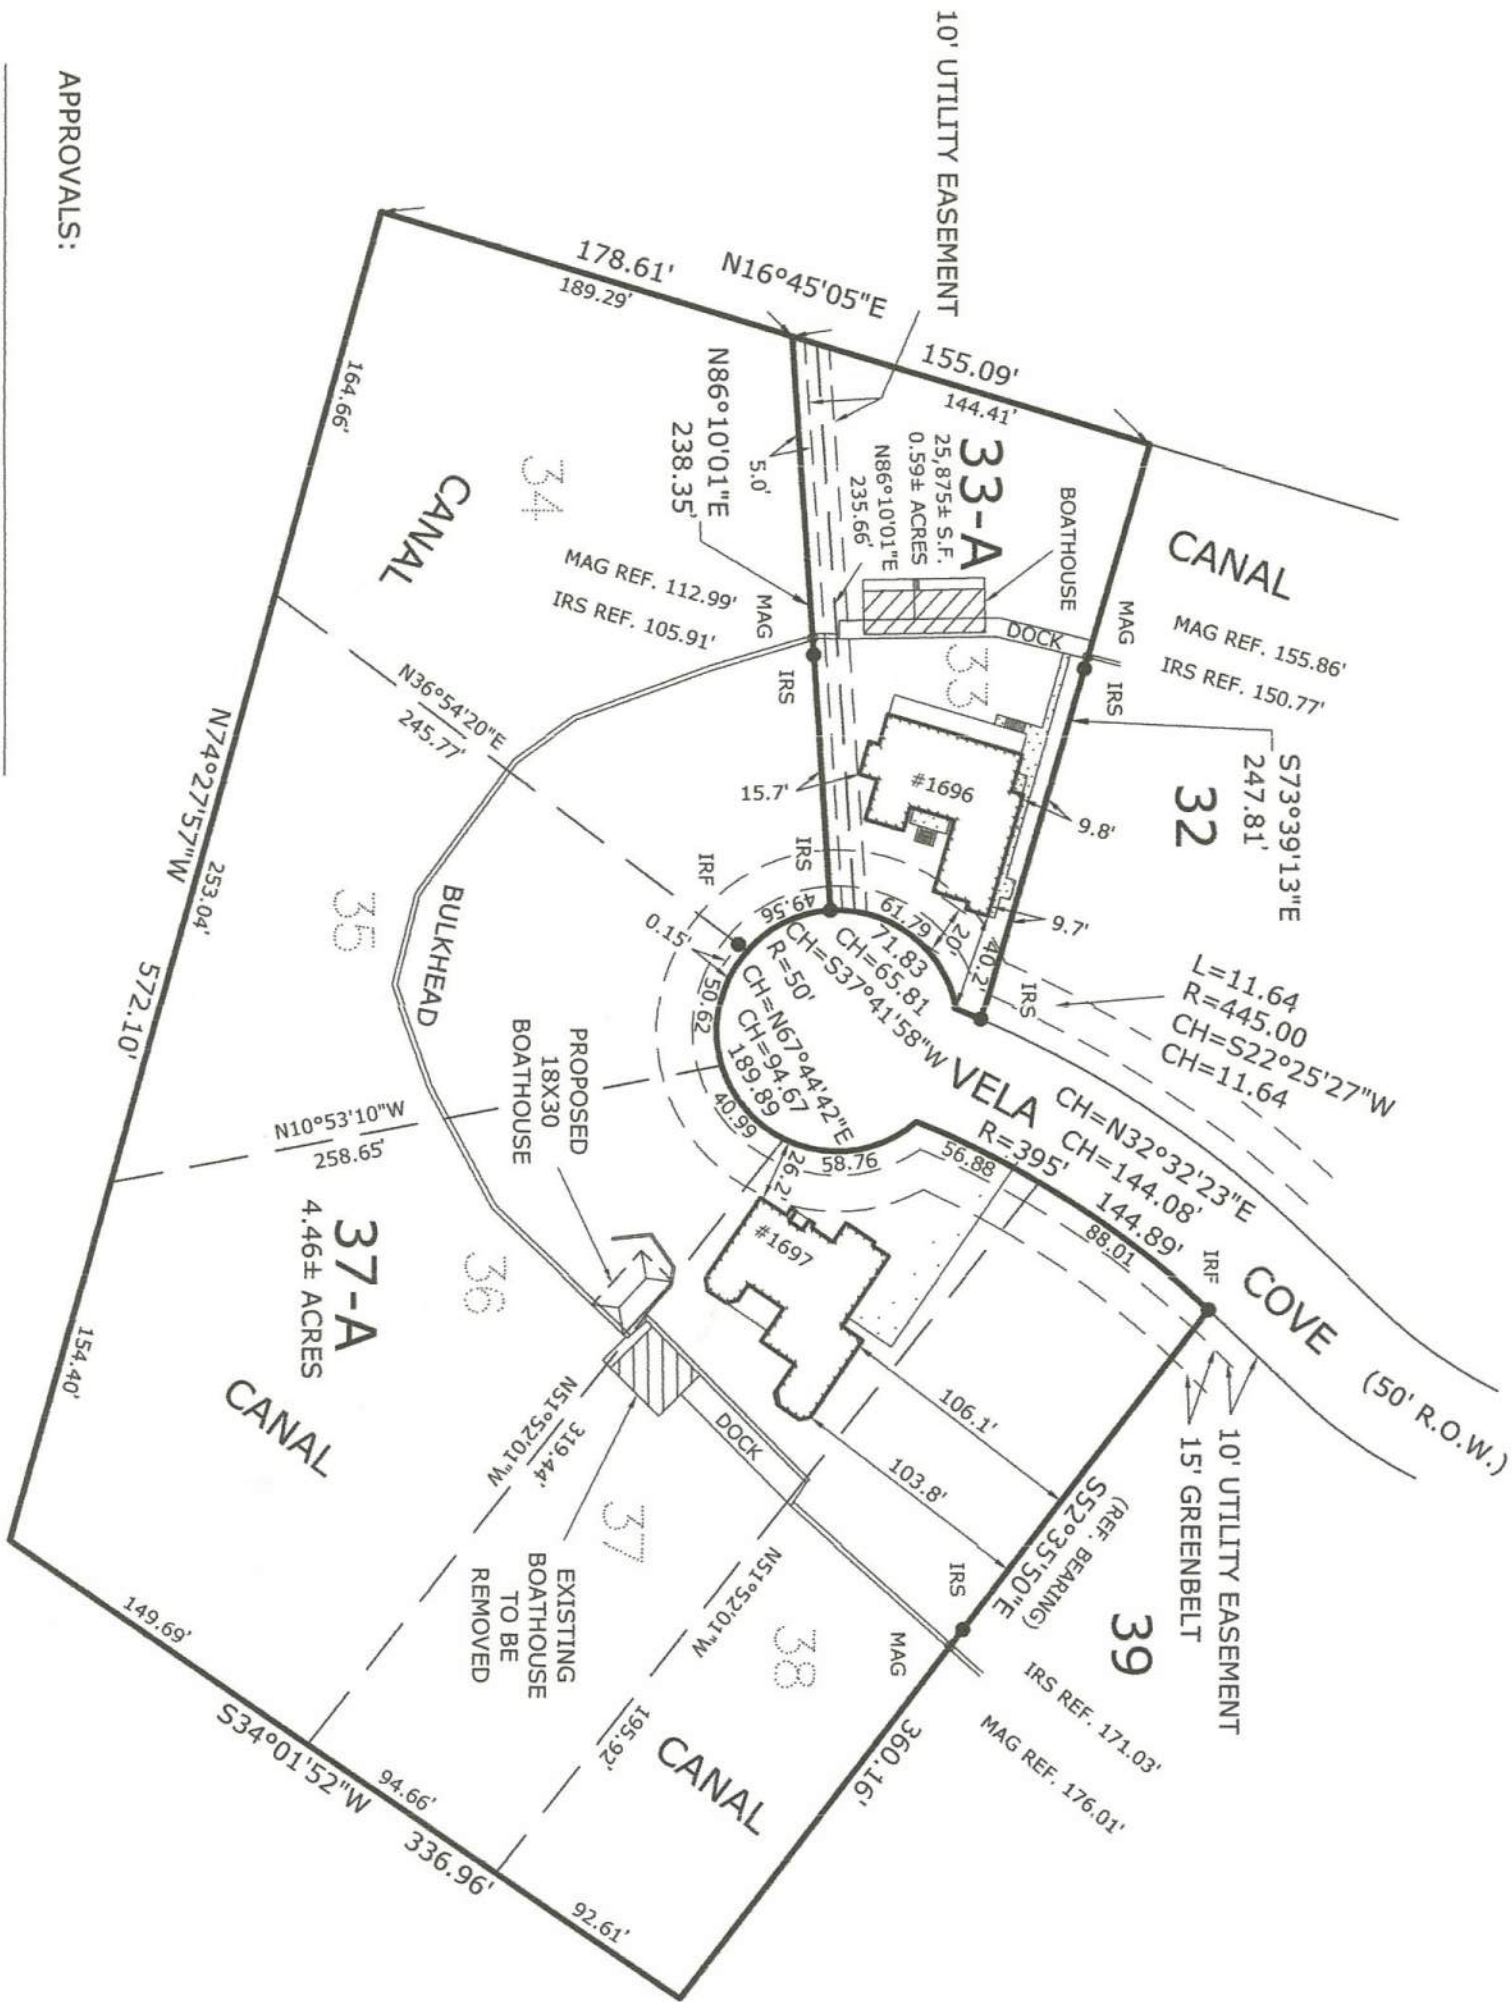 APPROVALS:
10' UTILITY EASEMENT
178.61'
189.29'
N16°45'05"E
155.09'
144.41'
164.66'
CANAL
34
N86°10'01"E
238.35'
5.0'
33-A
25,875± S.F.
0.59± ACRES
N86°10'01"E
235.66'
BOATHOUSE
CANAL
MAG REF. 112.99'
IRS REF. 105.91'
MAG
IRS
DOCK
33
MAG
IRS
MAG REF. 155.86'
IRS REF. 150.77'
S73°39'13"E
247.81'
32
N36°54'20"E
245.77'
15.7'
#1696
9.8'
9.7'
IRF
IRS
0.15'
49.56
61.79
20'
40.2'
IRS
71.83
CH=65.81
CH=S37°41'58"W
R=50'
CH=N67°44'42"E
CH=94.67
189.89
50.62
40.99
58.76
56.88
L=11.64
R=445.00
CH=S22°25'27"W
CH=11.64
VELA
COVE
(50' R.O.W.)
CH=N32°32'23"E
R=395'
CH=144.08'
144.89'
88.01
IRF
N74°27'57"W
253.04'
572.10'
35
BULKHEAD
PROPOSED
18X30
BOATHOUSE
N10°53'10"W
258.65'
37-A
4.46± ACRES
36
26.2'
#1697
154.40'
CANAL
DOCK
106.1'
103.8'
10' UTILITY EASEMENT
15' GREENBELT
S52°35'50"E
(REF. BEARING)
39
N51°52'01"W
319.44'
37
EXISTING
BOATHOUSE
TO BE
REMOVED
N51°52'01"W
195.92'
38
IRS
MAG
IRS REF. 171.03'
MAG REF. 176.01'
360.16'
CANAL
149.69'
S34°01'52"W
94.66'
336.96'
92.61'